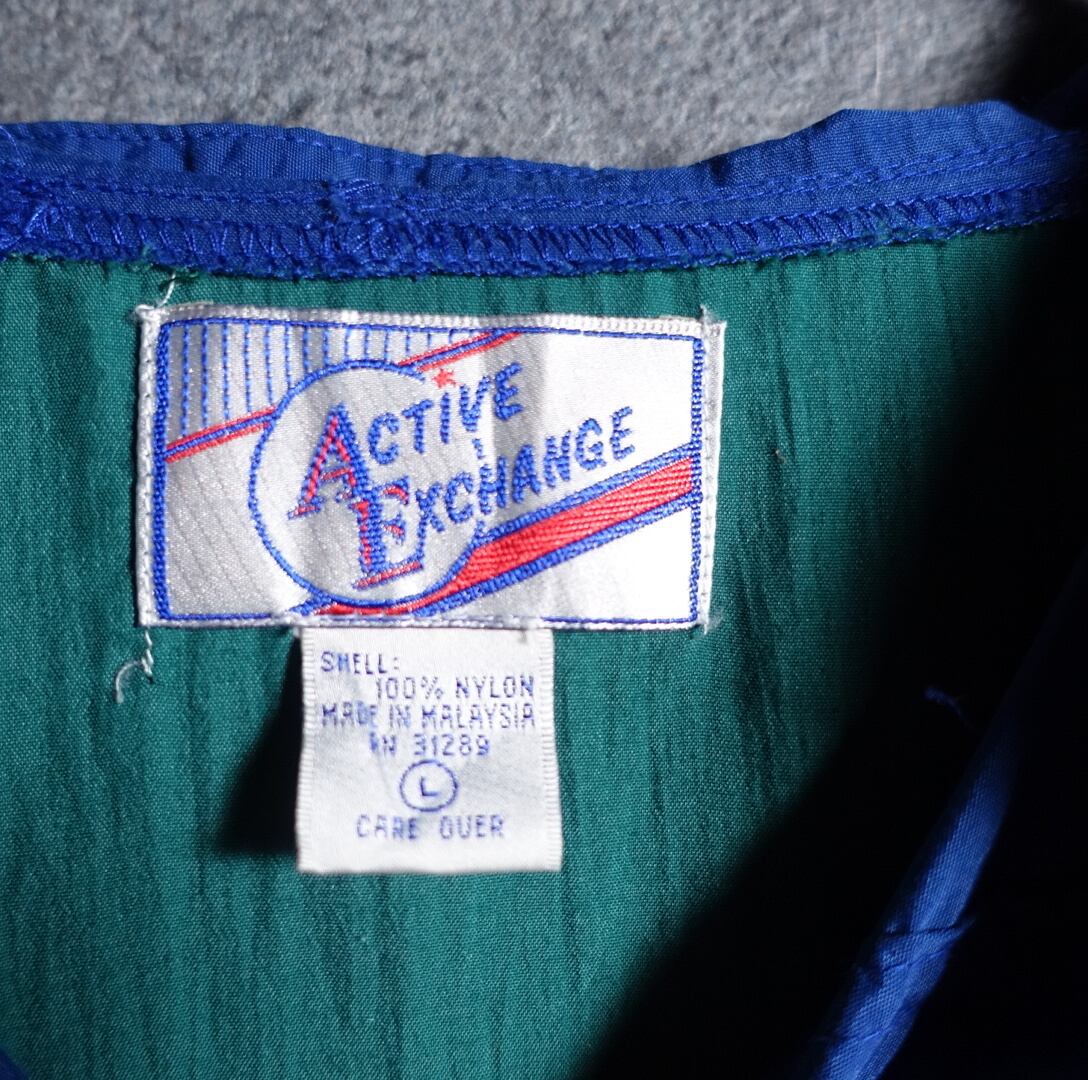 ACTIVE
EXCHANGE
SHELL:
100% NYLON
MADE IN MALAYSIA
RN 31289
L
CARE OVER